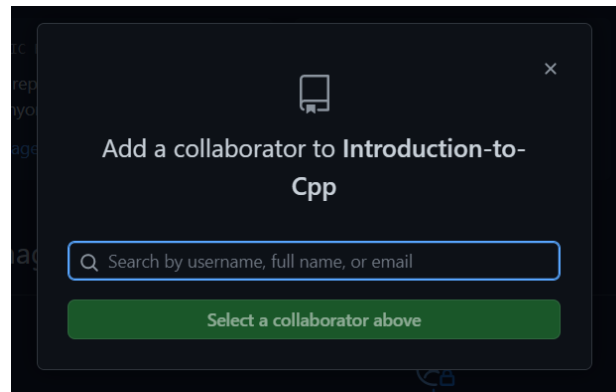 Add a collaborator to Introduction-to-
Cpp
Search by username, full name, or email
Select a collaborator above